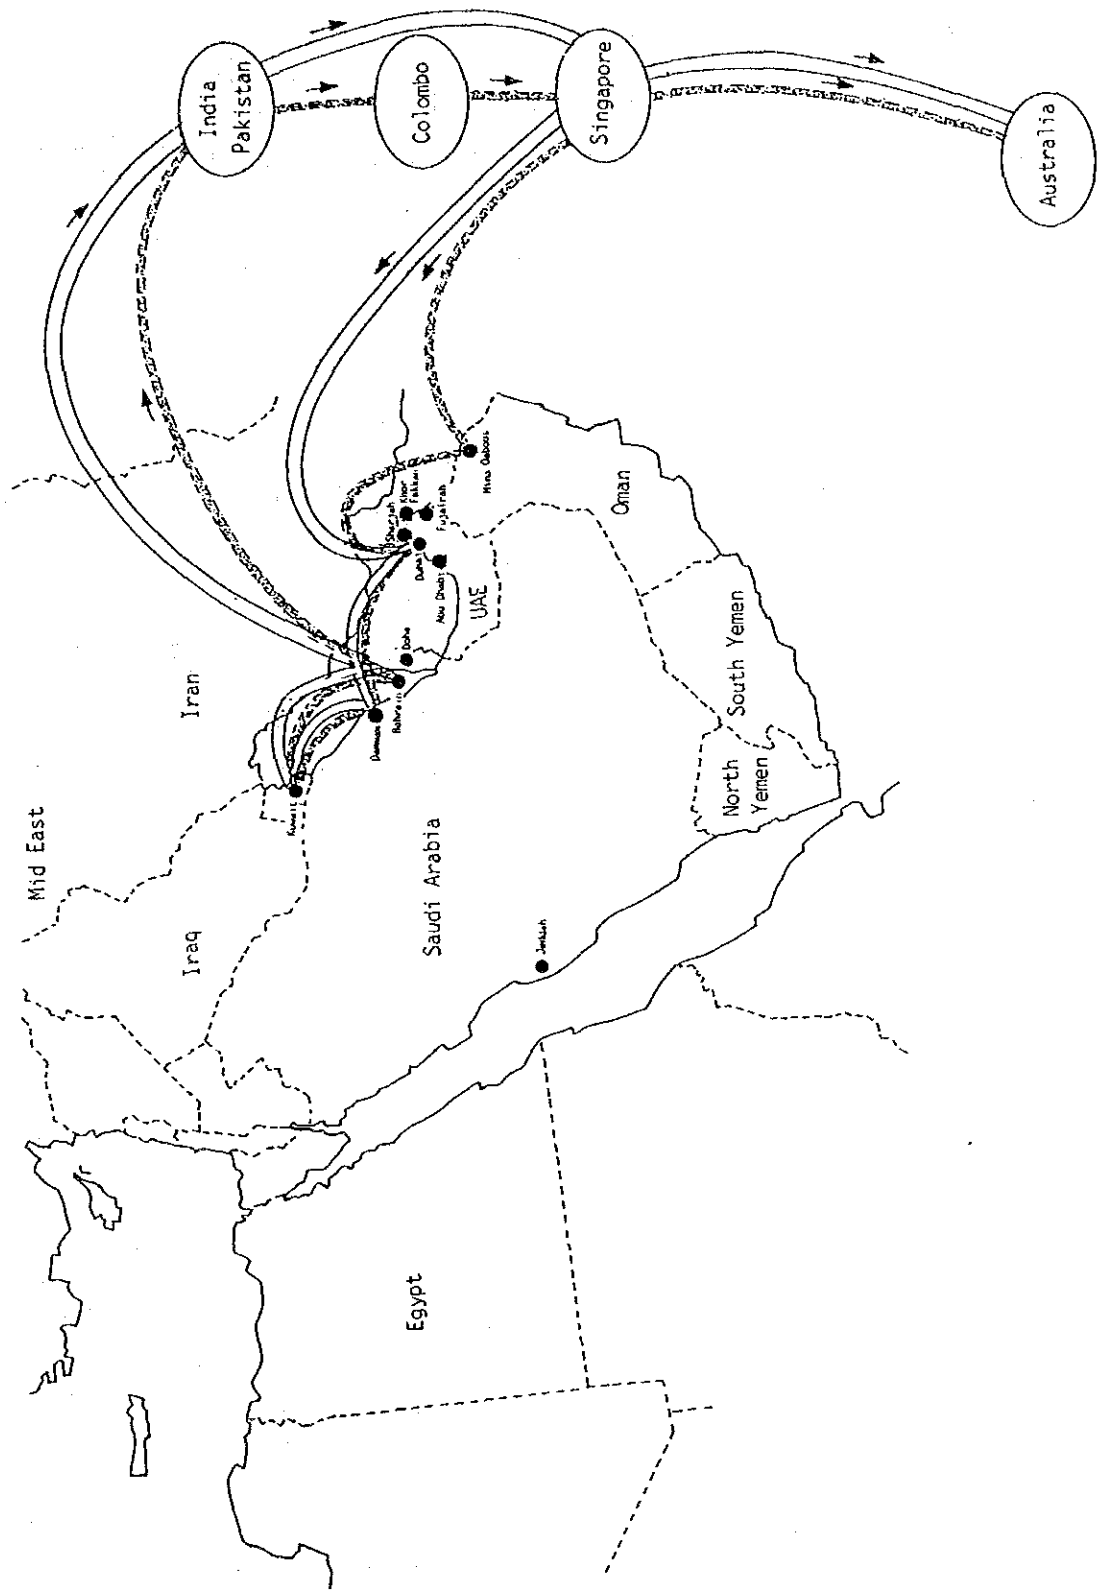 Mid East
Iran
Iraq
Kuwait
Dammam
Bahrain
Doha
Sharjah
Khor
Fakkan
Dubai
Fujairah
Abu Dhabi
UAE
Mina Qaboos
Oman
Saudi Arabia
Jeddah
North
Yemen
South Yemen
Egypt
India
Pakistan
Colombo
Singapore
Australia